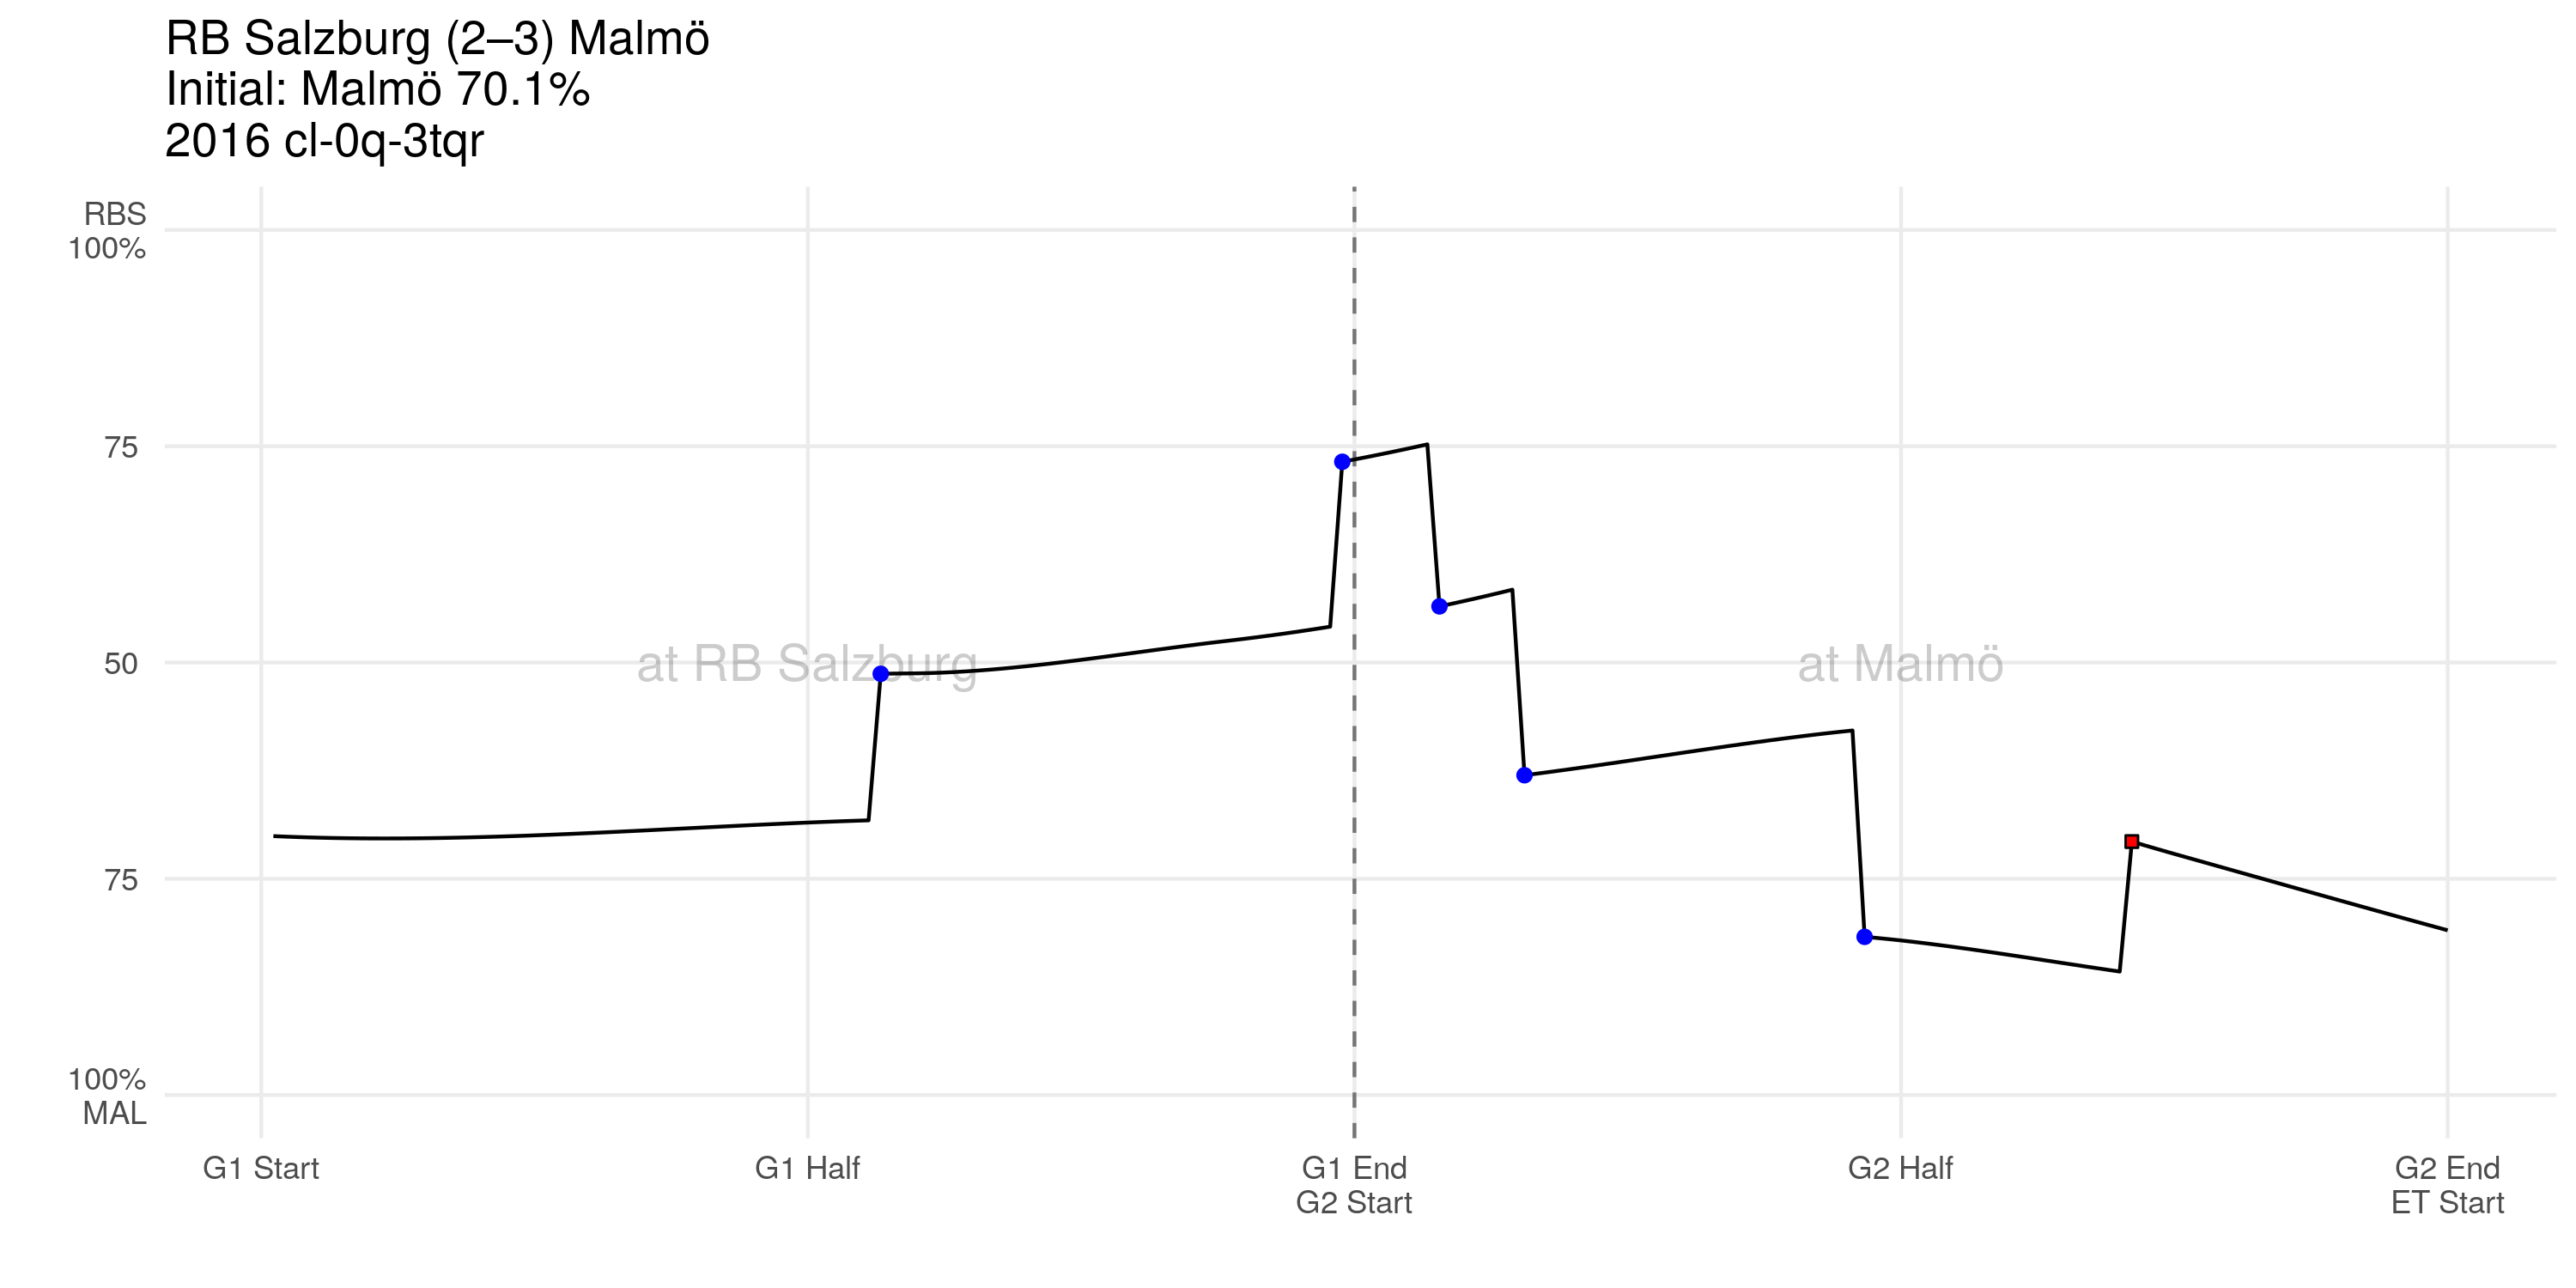 RB Salzburg (2–3) Malmö
Initial: Malmö 70.1%
2016 cl-0q-3tqr
RBS
100%
75
50
75
100%
MAL
at RB Salzburg
at Malmö
G1 Start
G1 Half
G1 End
G2 Start
G2 Half
G2 End
ET Start